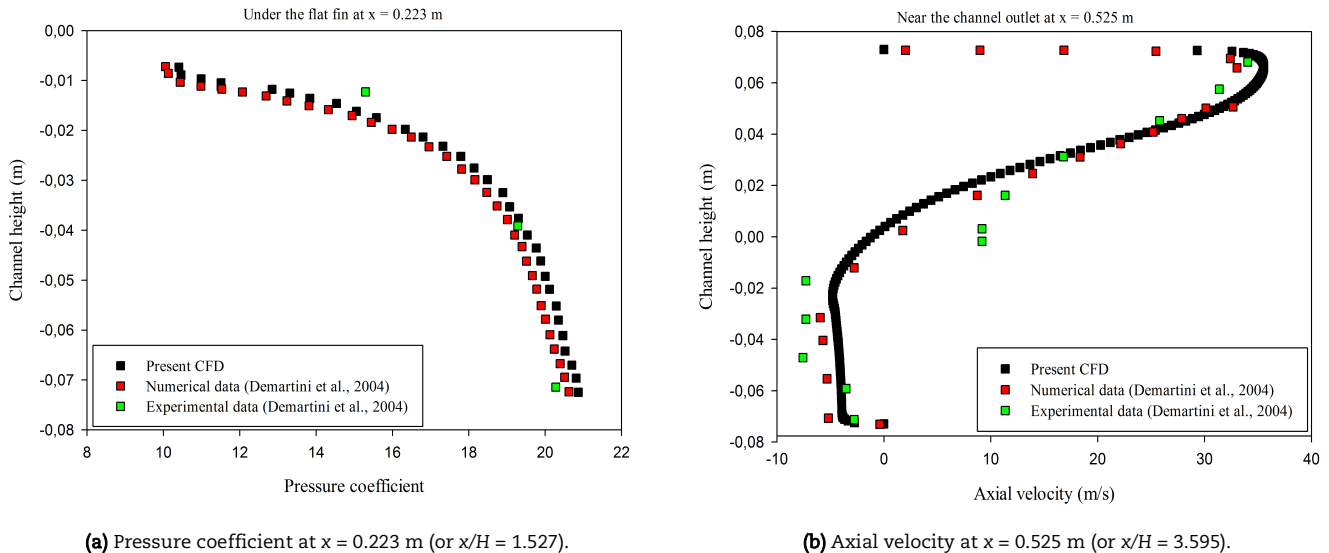 Under the flat fin at x = 0.223 m
0,00
-0,01
-0,02
-0,03
-0,04
-0,05
-0,06
-0,07
-0,08
Channel height (m)
Present CFD
Numerical data (Demartini et al., 2004)
Experimental data (Demartini et al., 2004)
8 10 12 14 16 18 20 22
Pressure coefficient
(a) Pressure coefficient at x = 0.223 m (or x/H = 1.527).
Near the channel outlet at x = 0.525 m
0,08
0,06
0,04
0,02
0,00
-0,02
-0,04
-0,06
-0,08
Channel height (m)
Present CFD
Numerical data (Demartini et al., 2004)
Experimental data (Demartini et al., 2004)
-10 0 10 20 30 40
Axial velocity (m/s)
(b) Axial velocity at x = 0.525 m (or x/H = 3.595).